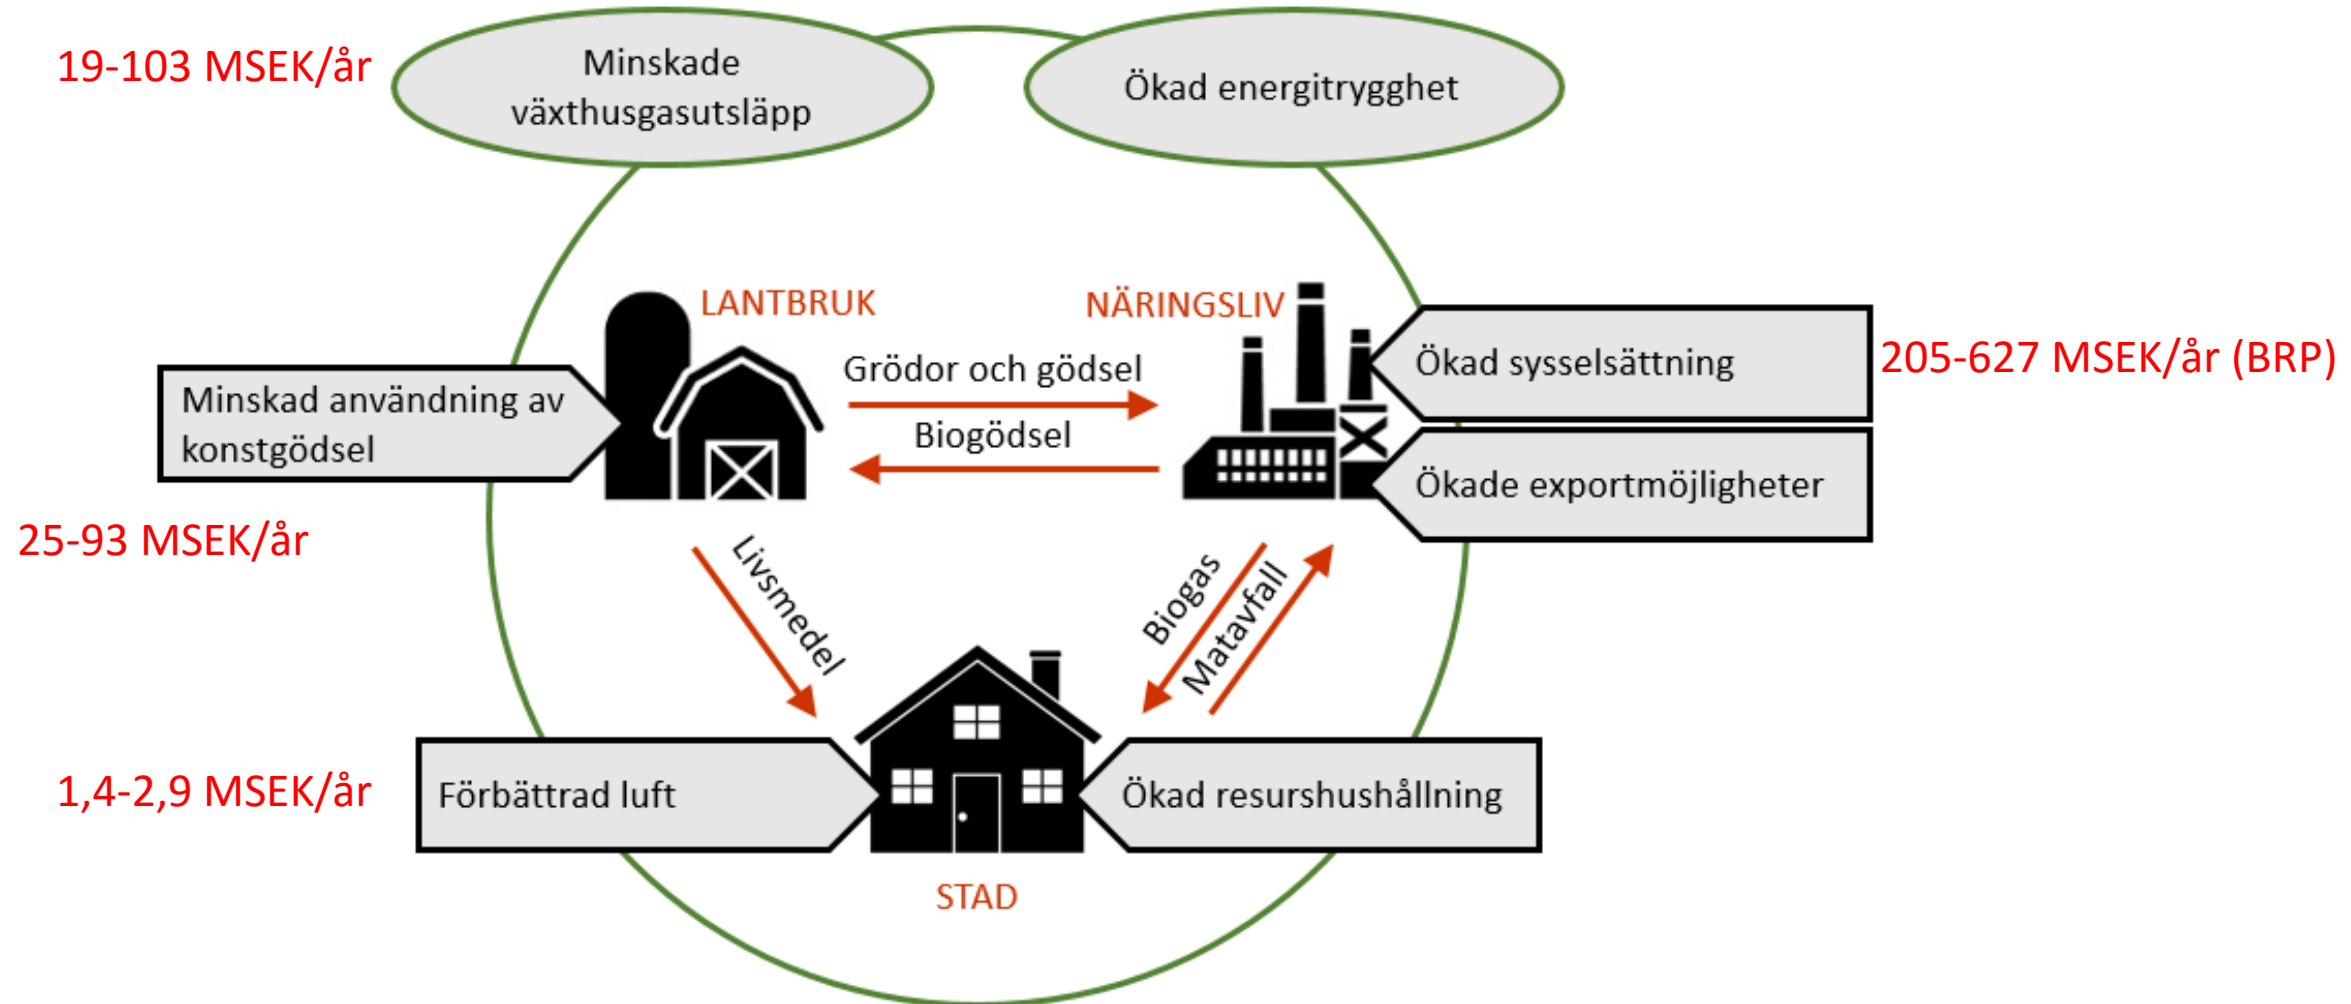 19-103 MSEK/år
Minskade
växthusgasutsläpp
Ökad energitrygghet
LANTBRUK
NÄRINGSLIV
Minskad användning av
konstgödsel
Grödor och gödsel
Biogödsel
Ökad sysselsättning
205-627 MSEK/år (BRP)
Ökade exportmöjligheter
25-93 MSEK/år
Livsmedel
Biogas
Matavfall
1,4-2,9 MSEK/år
Förbättrad luft
Ökad resurshushållning
STAD